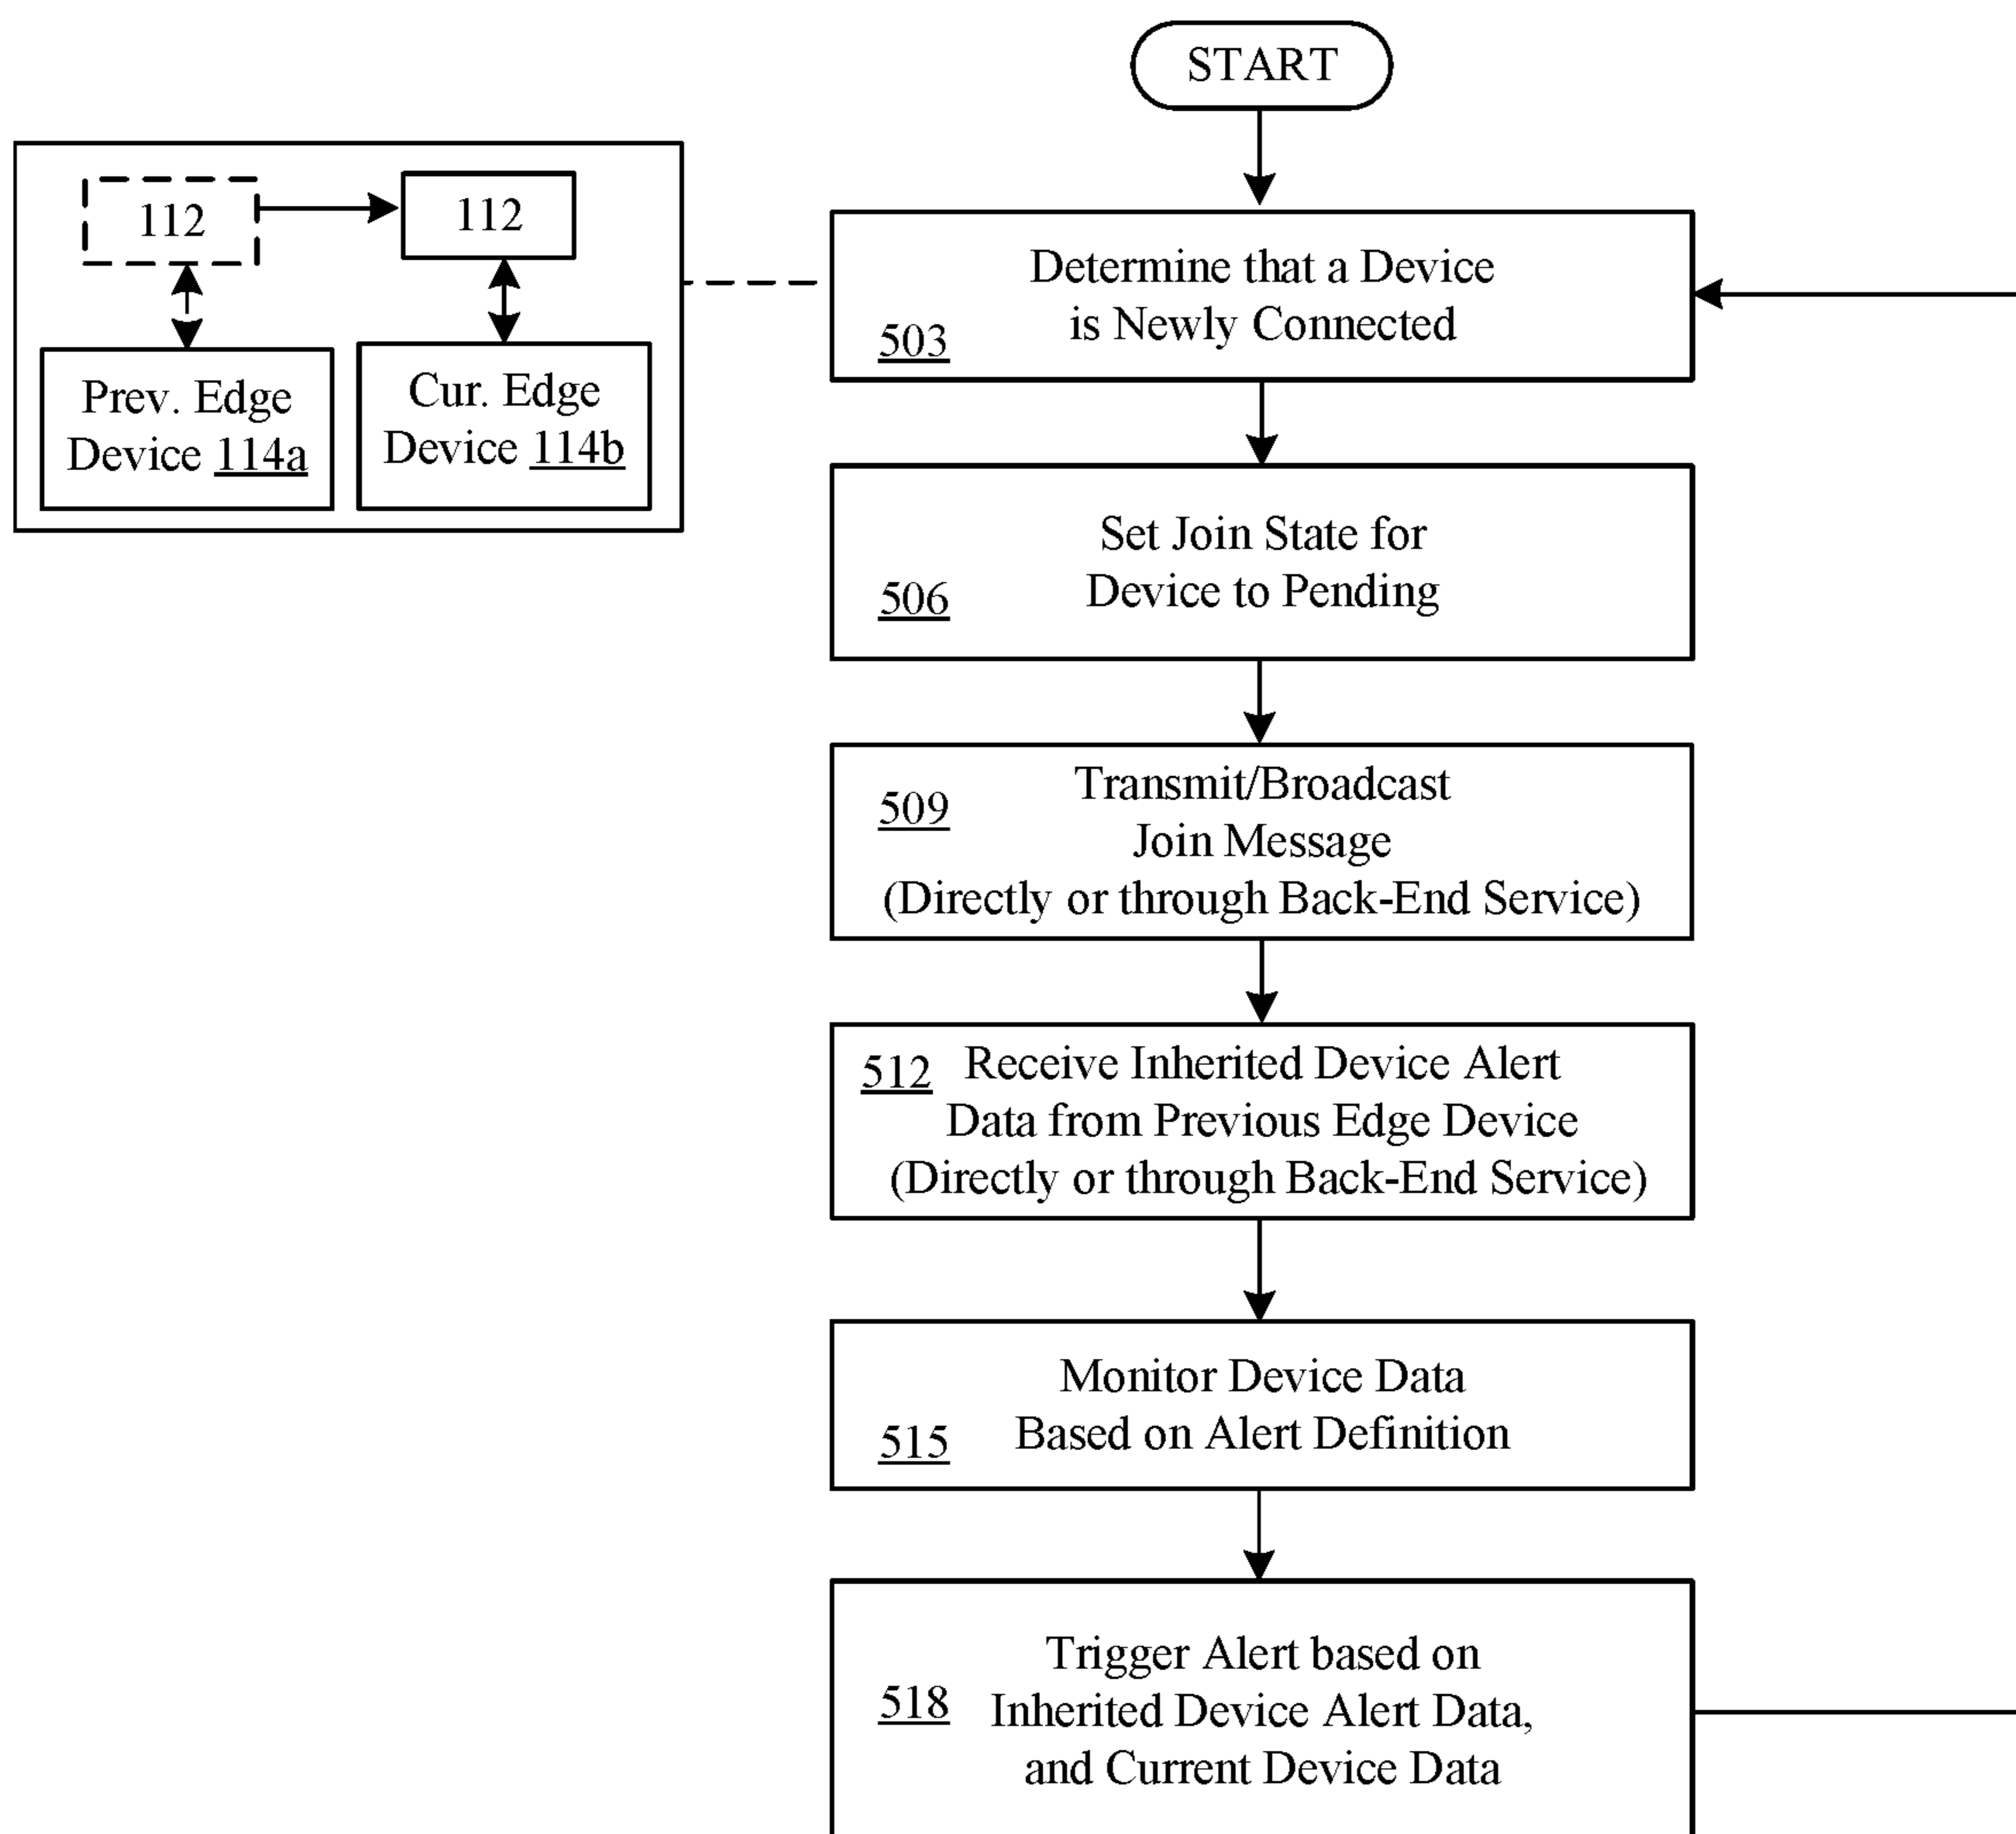 START
112
112
Prev. Edge
Device 114a
Cur. Edge
Device 114b
Determine that a Device
is Newly Connected
503
Set Join State for
Device to Pending
506
Transmit/Broadcast
509
Join Message
(Directly or through Back-End Service)
512 Receive Inherited Device Alert
Data from Previous Edge Device
(Directly or through Back-End Service)
Monitor Device Data
Based on Alert Definition
515
Trigger Alert based on
518
Inherited Device Alert Data,
and Current Device Data